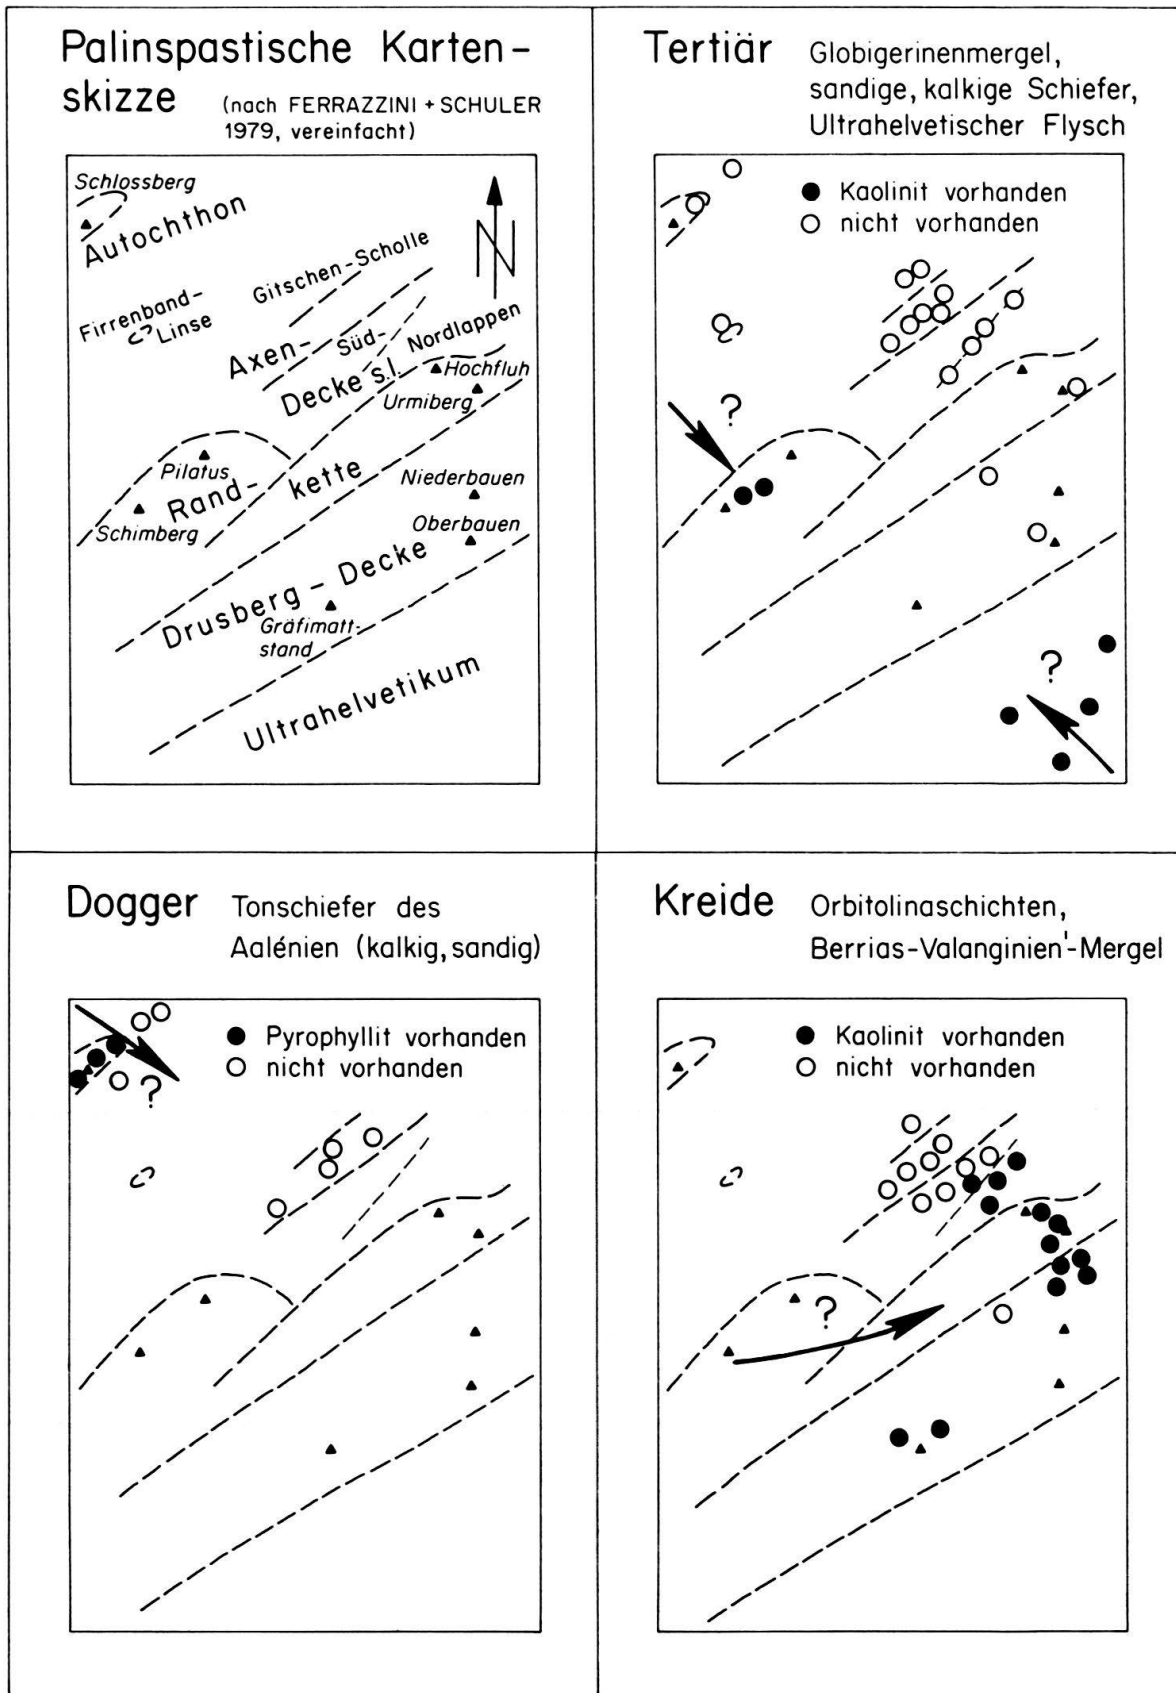 Palinspastische Karten-
skizze (nach FERRAZZINI + SCHULER
1979, vereinfacht)
Schlossberg
Autochthon
N
Gitschen-Scholle
Firrenband-
Linse
Axen-
Süd-
Nordlappen
Decke s.l.
Hochfluh
Urmiberg
Pilatus
Rand-
kette
Niederbauen
Schimberg
Oberbauen
Drusberg - Decke
Gräfimatt-
stand
Ultrahelvetikum
Tertiär Globigerinenmergel,
sandige, kalkige Schiefer,
Ultrahelvetischer Flysch
Kaolinit vorhanden
nicht vorhanden
?
?
Dogger Tonschiefer des
Aalénien (kalkig, sandig)
Pyrophyllit vorhanden
nicht vorhanden
?
Kreide Orbitolinaschichten,
Berrias-Valanginien'-Mergel
Kaolinit vorhanden
nicht vorhanden
?